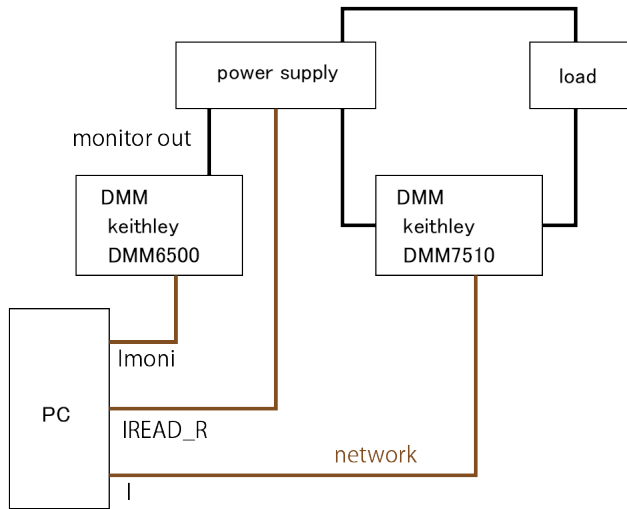 power supply
load
monitor out
DMM
keithley
DMM6500
DMM
keithley
DMM7510
Imoni
PC
IREAD_R
network
I